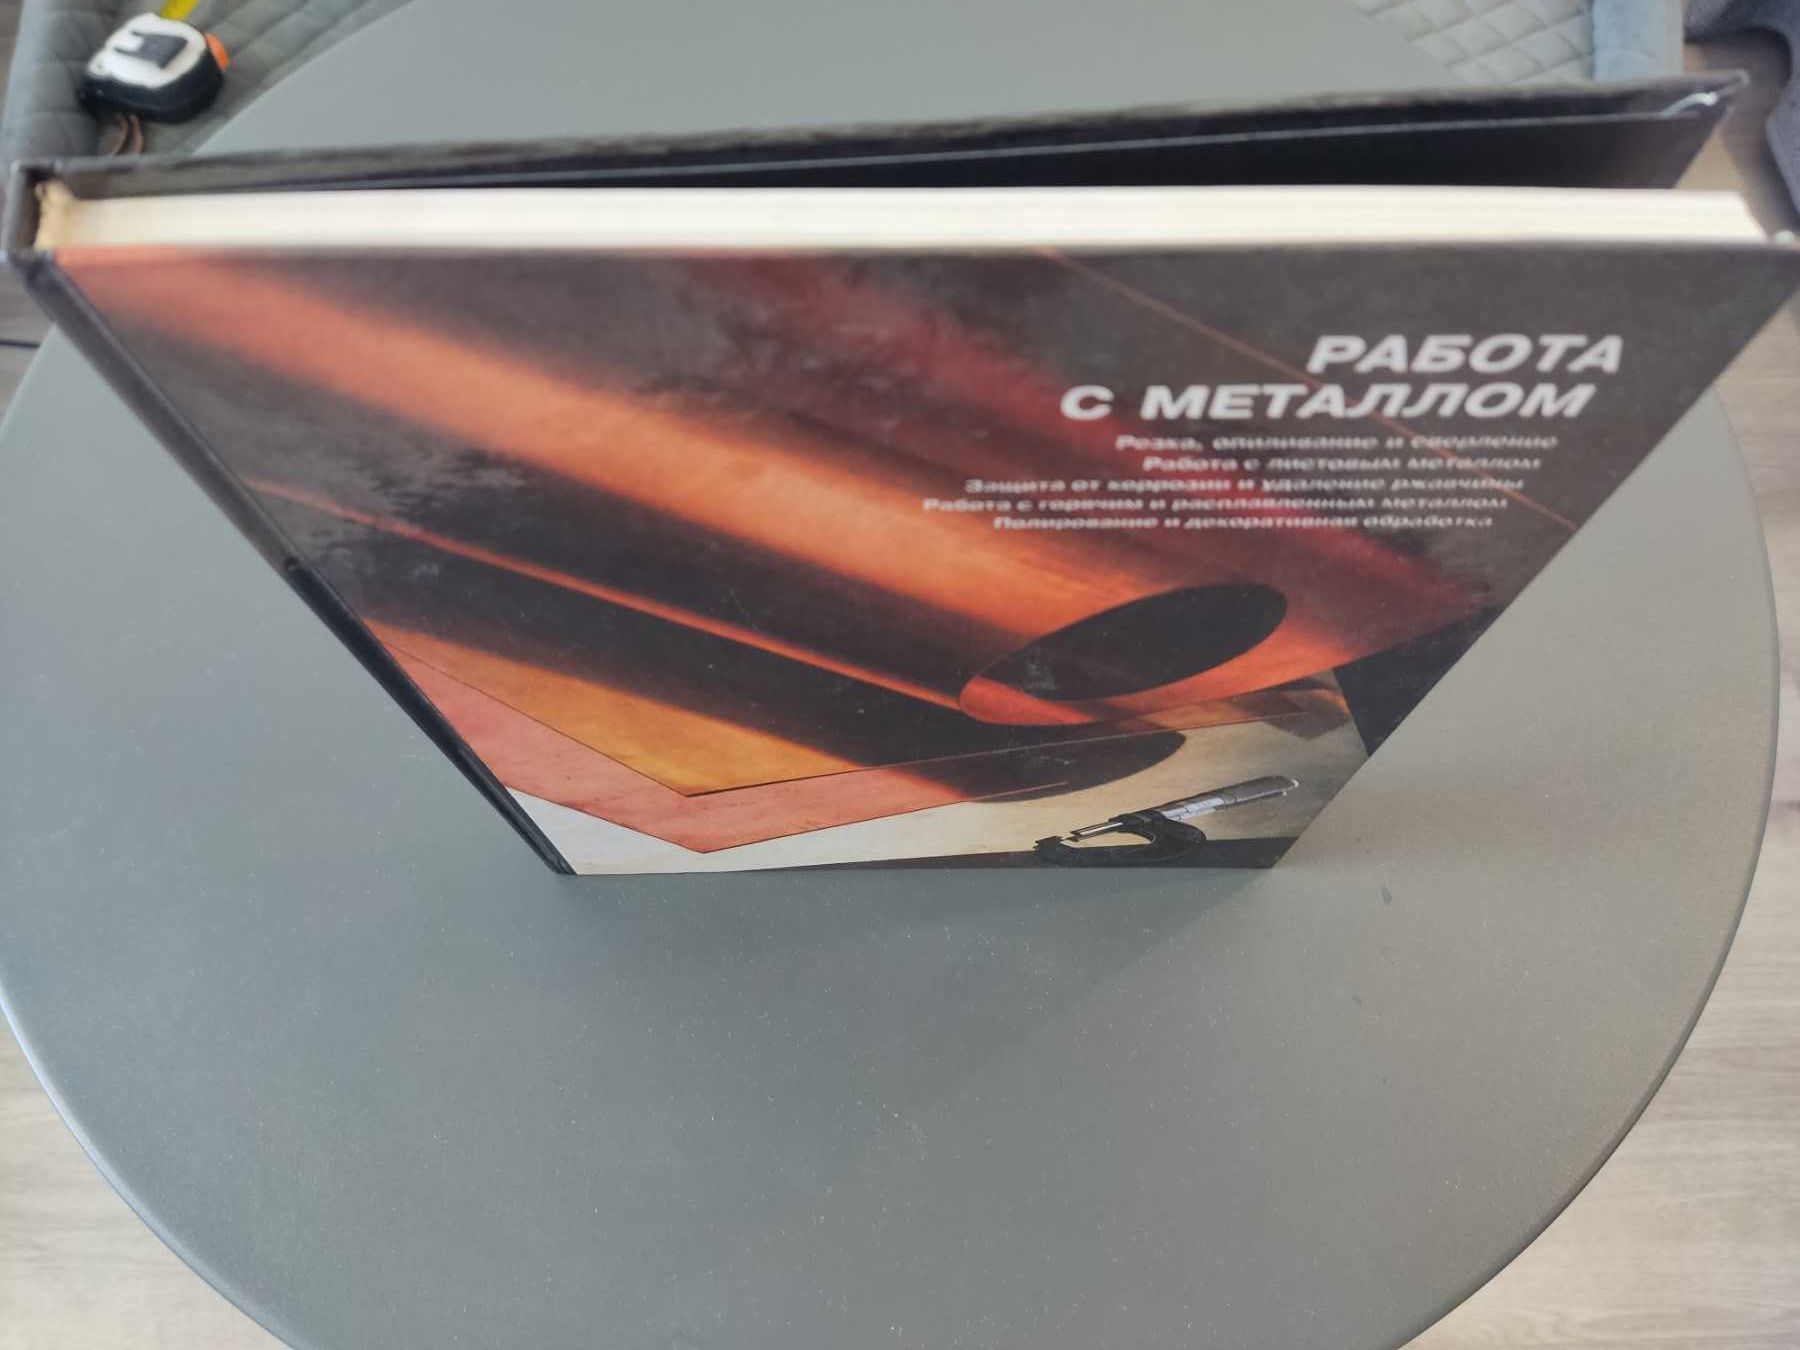 РАБОТА
С МЕТАЛЛОМ
Резка, опиливание и сверление
Работа с листовым металлом
Защита от коррозии и удаление ржавчины
Работа с горячим и расплавленным металлом
Полирование и декоративная обработка